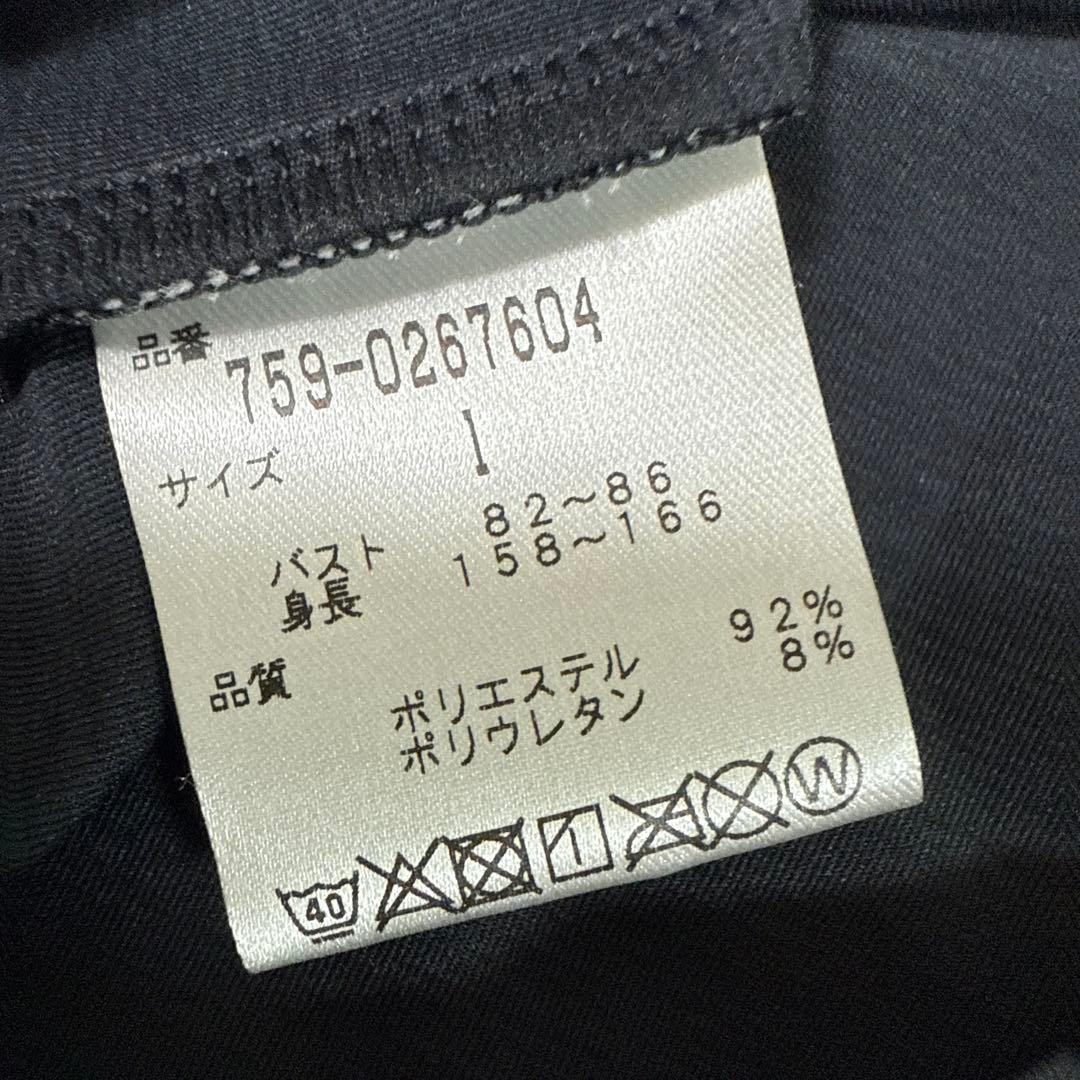 品番 759-0267604
サイズ 1
バスト 82～86
身長 158～166
品質
ポリエステル 92%
ポリウレタン 8%
40 W